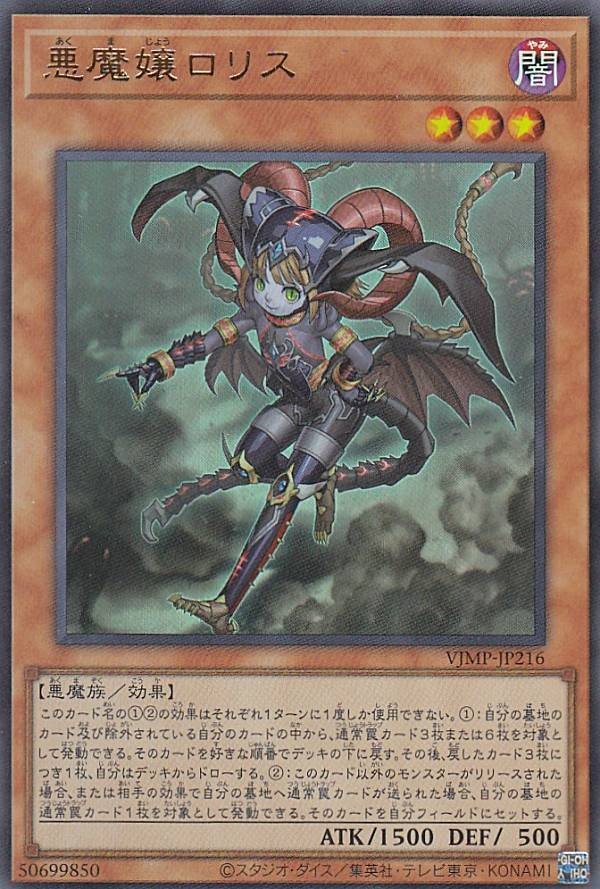 悪魔嬢ロリス
闇
VJMP-JP216
【悪魔族／効果】
このカード名の①②の効果はそれぞれ1ターンに1度しか使用できない。①：自分の墓地の
カード及び除外されている自分のカードの中から、通常罠カード3枚または6枚を対象と
して発動できる。そのカードを好きな順番でデッキの下に戻す。その後、戻したカード3枚に
つき1枚、自分はデッキからドローする。②：このカード以外のモンスターがリリースされた
場合、または相手の効果で自分の墓地へ通常罠カードが送られた場合、自分の墓地の
通常罠カード1枚を対象として発動できる。そのカードを自分フィールドにセットする。
ATK/1500 DEF/ 500
50699850 ©スタジオ・ダイス／集英社・テレビ東京・KONAMI